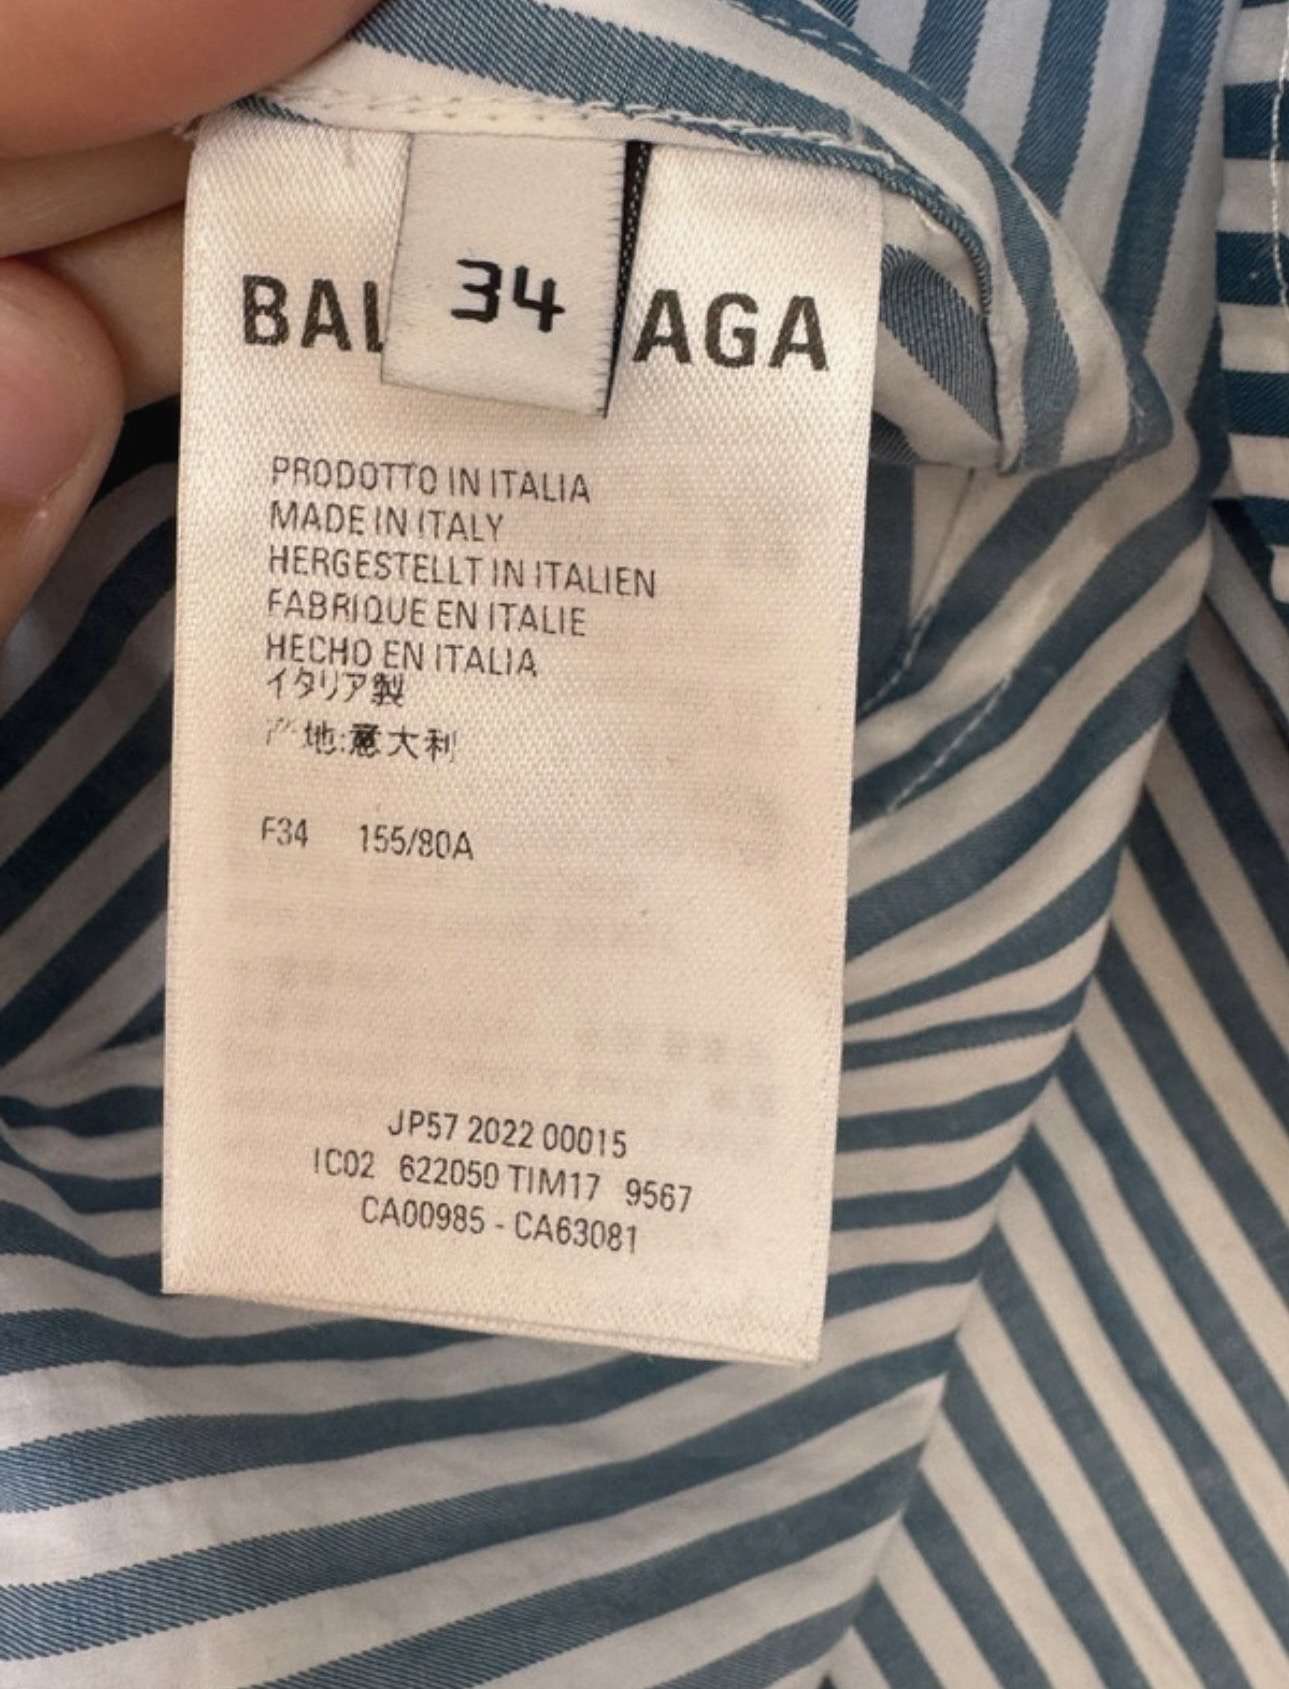 34
BAL AGA
PRODOTTO IN ITALIA
MADE IN ITALY
HERGESTELLT IN ITALIEN
FABRIQUE EN ITALIE
HECHO EN ITALIA
イタリア製
产地:意大利
F34 155/80A
JP57 2022 00015
IC02 622050 TIM17 9567
CA00985 - CA63081